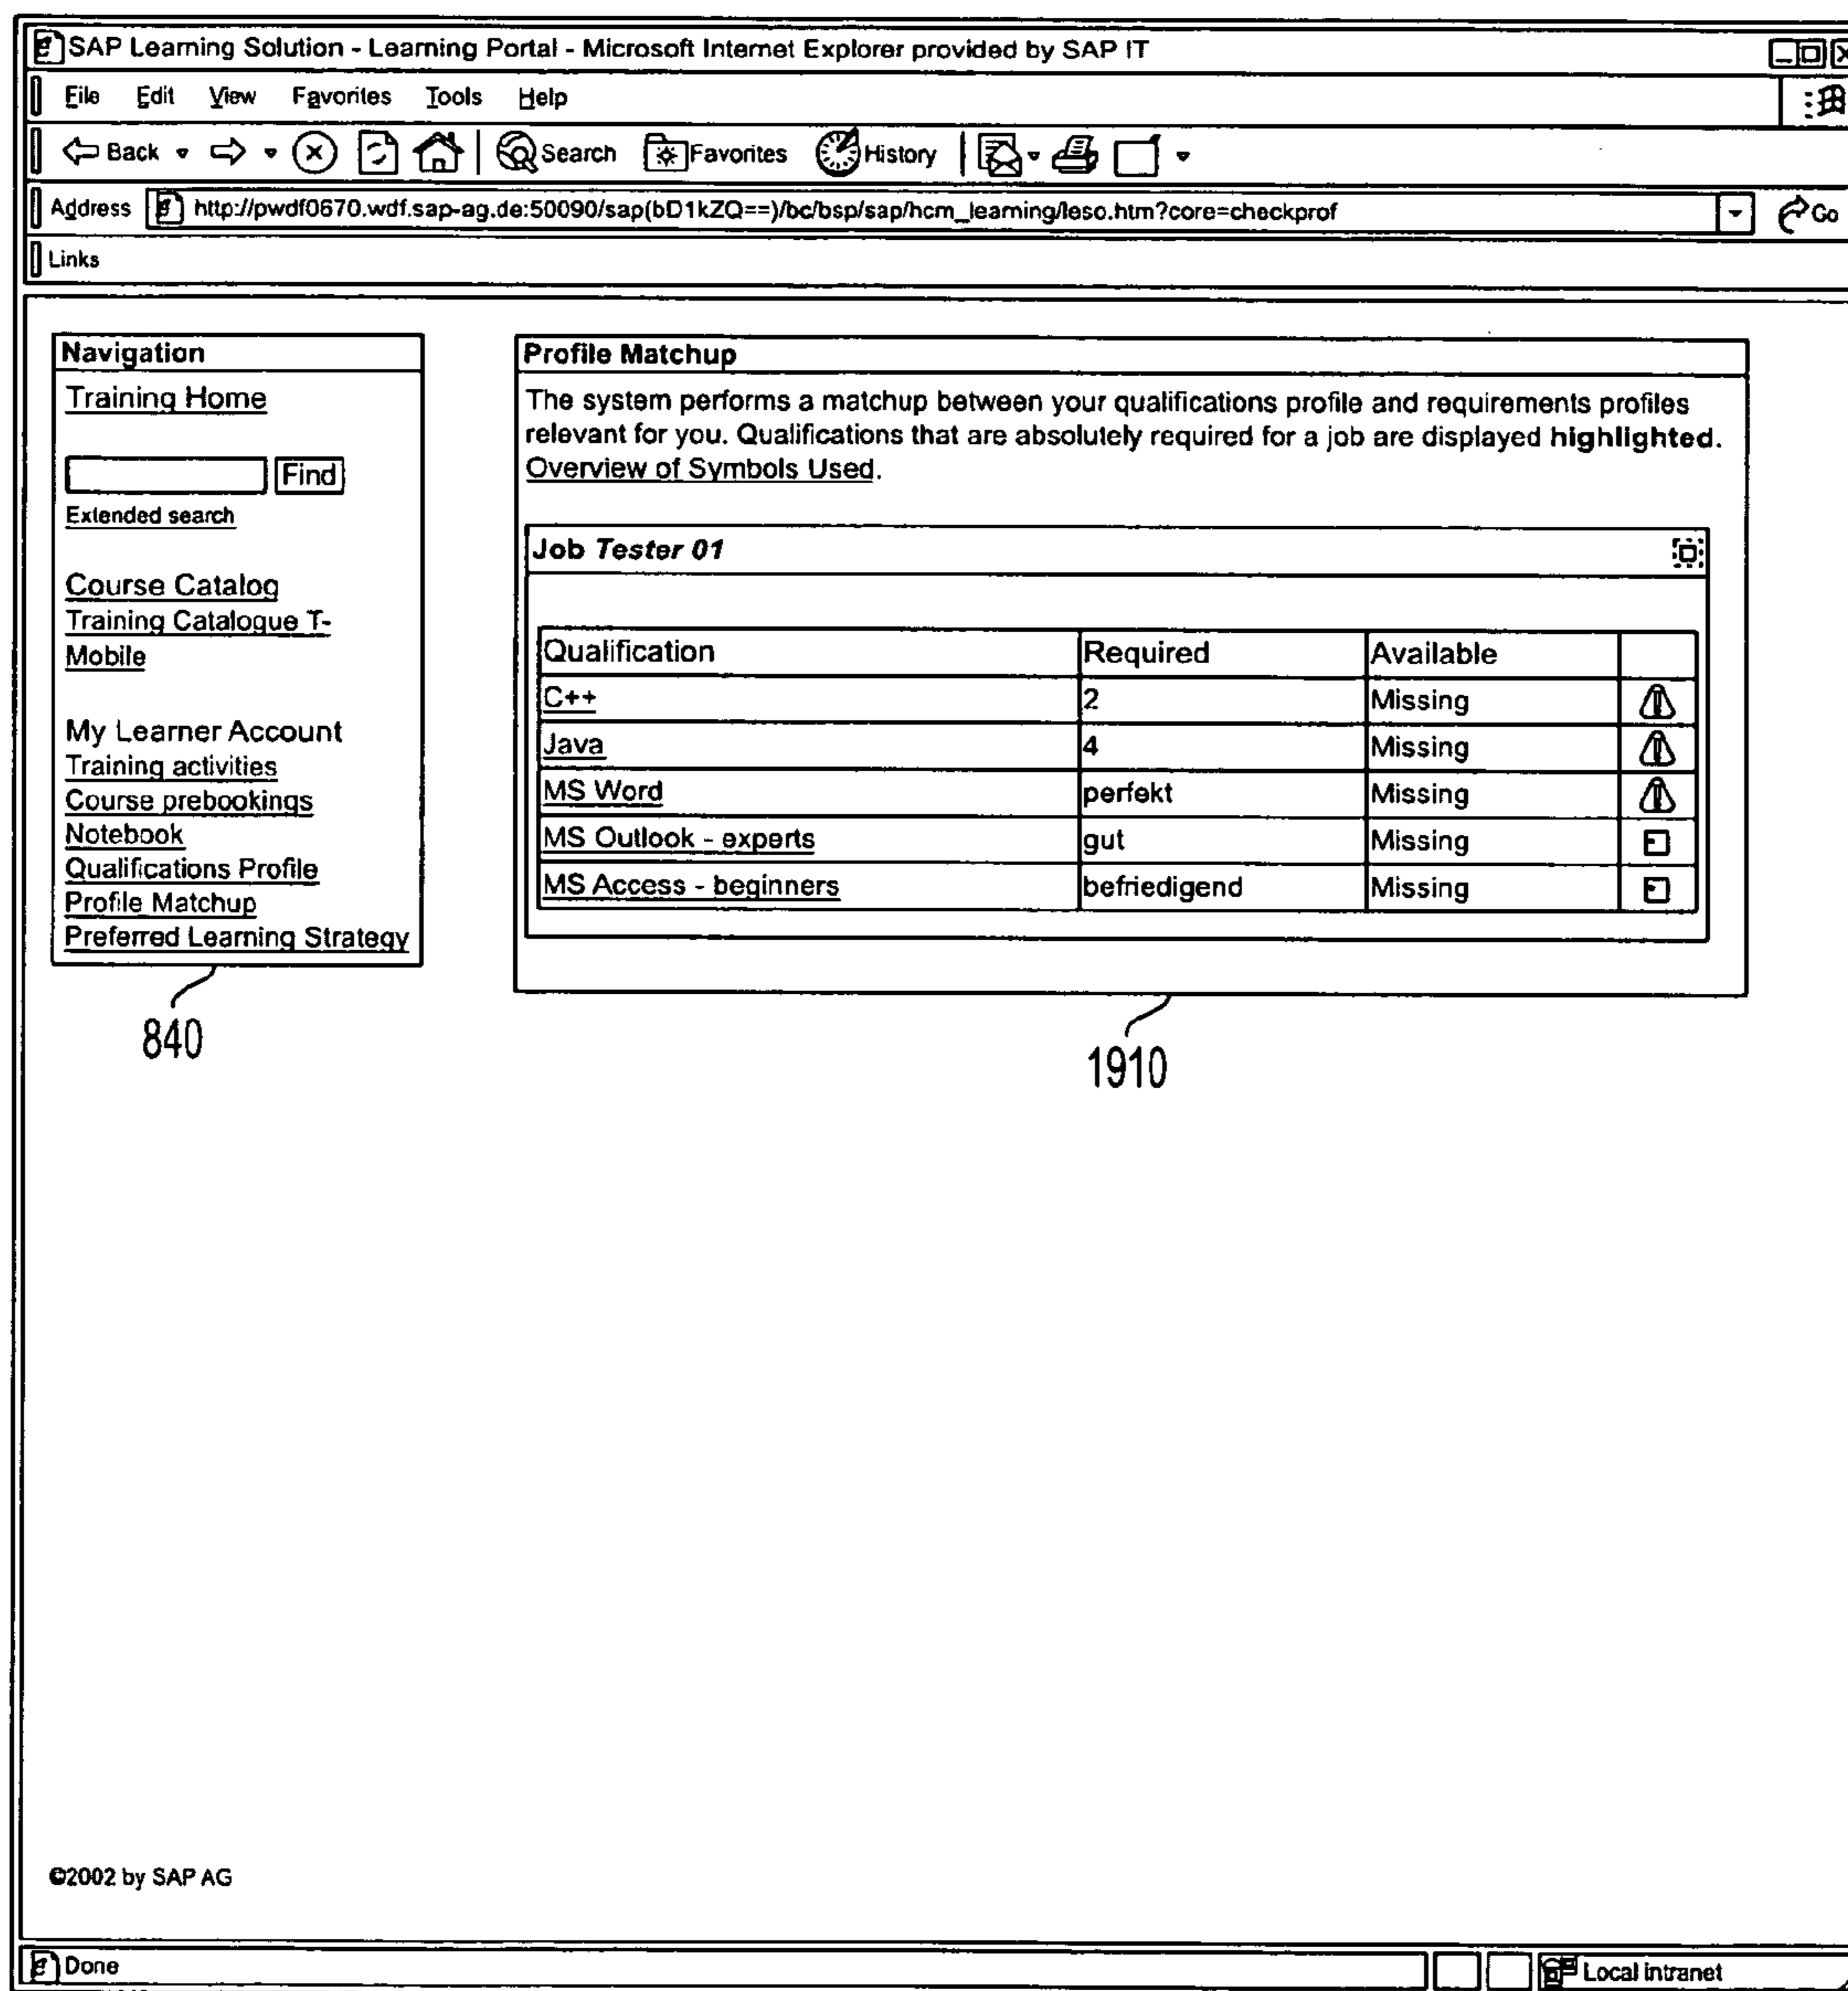 SAP Learning Solution - Learning Portal - Microsoft Internet Explorer provided by SAP IT
File Edit View Favorites Tools Help
Back Search Favorites History
Address http://pwdf0670.wdf.sap-ag.de:50090/sap(bD1kZQ==)/bc/bsp/sap/hcm_learning/leso.htm?core=checkprof Go
Links
Navigation
Training Home
Find
Extended search
Course Catalog
Training Catalogue T-
Mobile
My Learner Account
Training activities
Course prebookings
Notebook
Qualifications Profile
Profile Matchup
Preferred Learning Strategy
840
Profile Matchup
The system performs a matchup between your qualifications profile and requirements profiles
relevant for you. Qualifications that are absolutely required for a job are displayed highlighted.
Overview of Symbols Used.
Job Tester 01
Qualification Required Available
C++ 2 Missing
Java 4 Missing
MS Word perfekt Missing
MS Outlook - experts gut Missing
MS Access - beginners befriedigend Missing
1910
©2002 by SAP AG
Done Local intranet